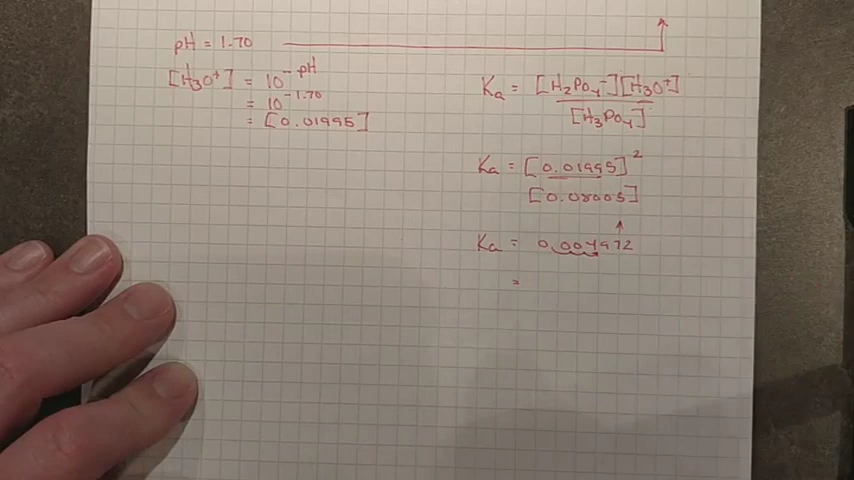 pH = 1.70
[H₃O⁺] = 10⁻ᵖᴴ
= 10⁻¹·⁷⁰
= [0.01995]
Ka = [H₂PO₄⁻][H₃O⁺]
[H₃PO₄]
Ka = [0.01995]²
[0.08005]
Ka = 0.004972
=